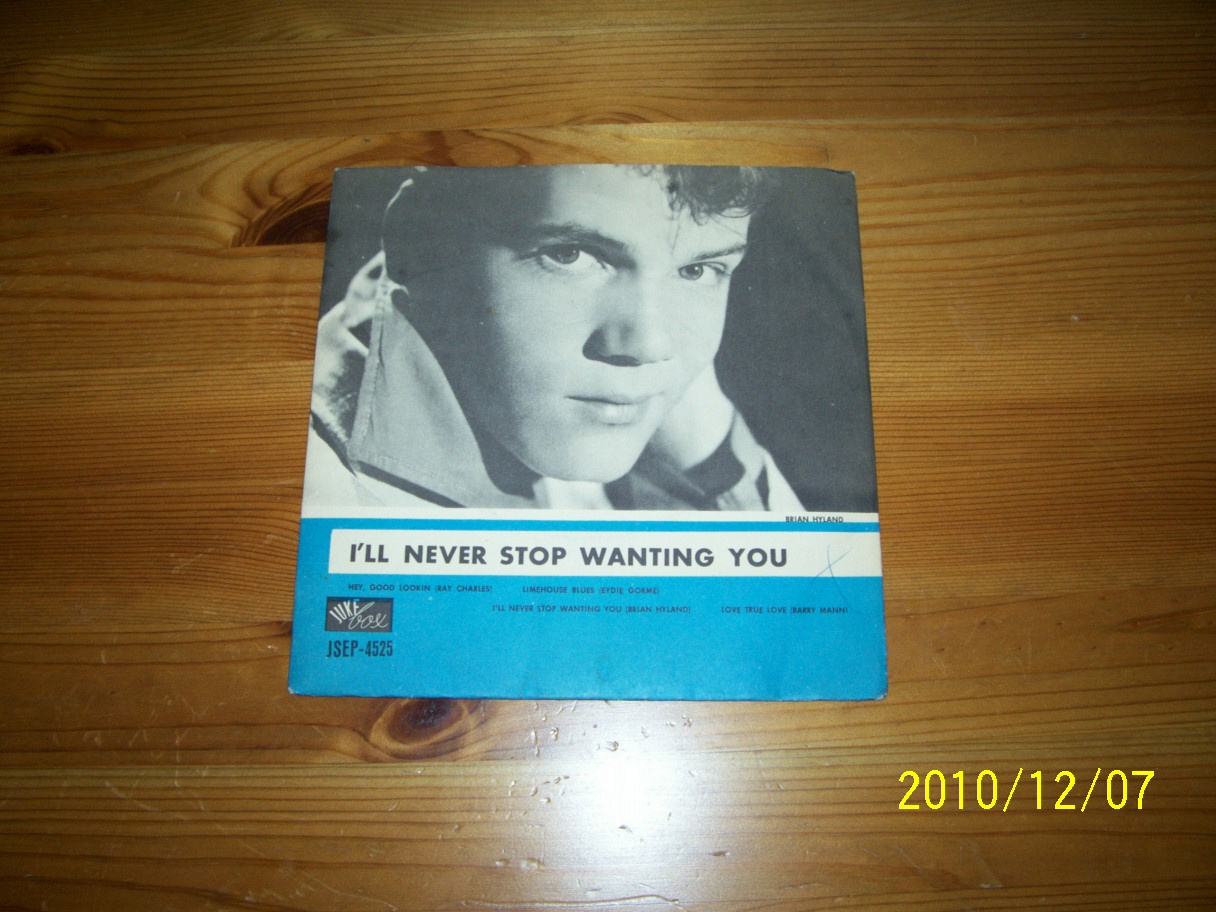 BRIAN HYLAND
I'LL NEVER STOP WANTING YOU
HEY, GOOD LOOKIN (RAY CHARLES) LIMEHOUSE BLUES (EYDIE GORME)
I'LL NEVER STOP WANTING YOU (BRIAN HYLAND) LOVE TRUE LOVE (BARRY MANN)
JUKE box
JSEP-4525
2010/12/07